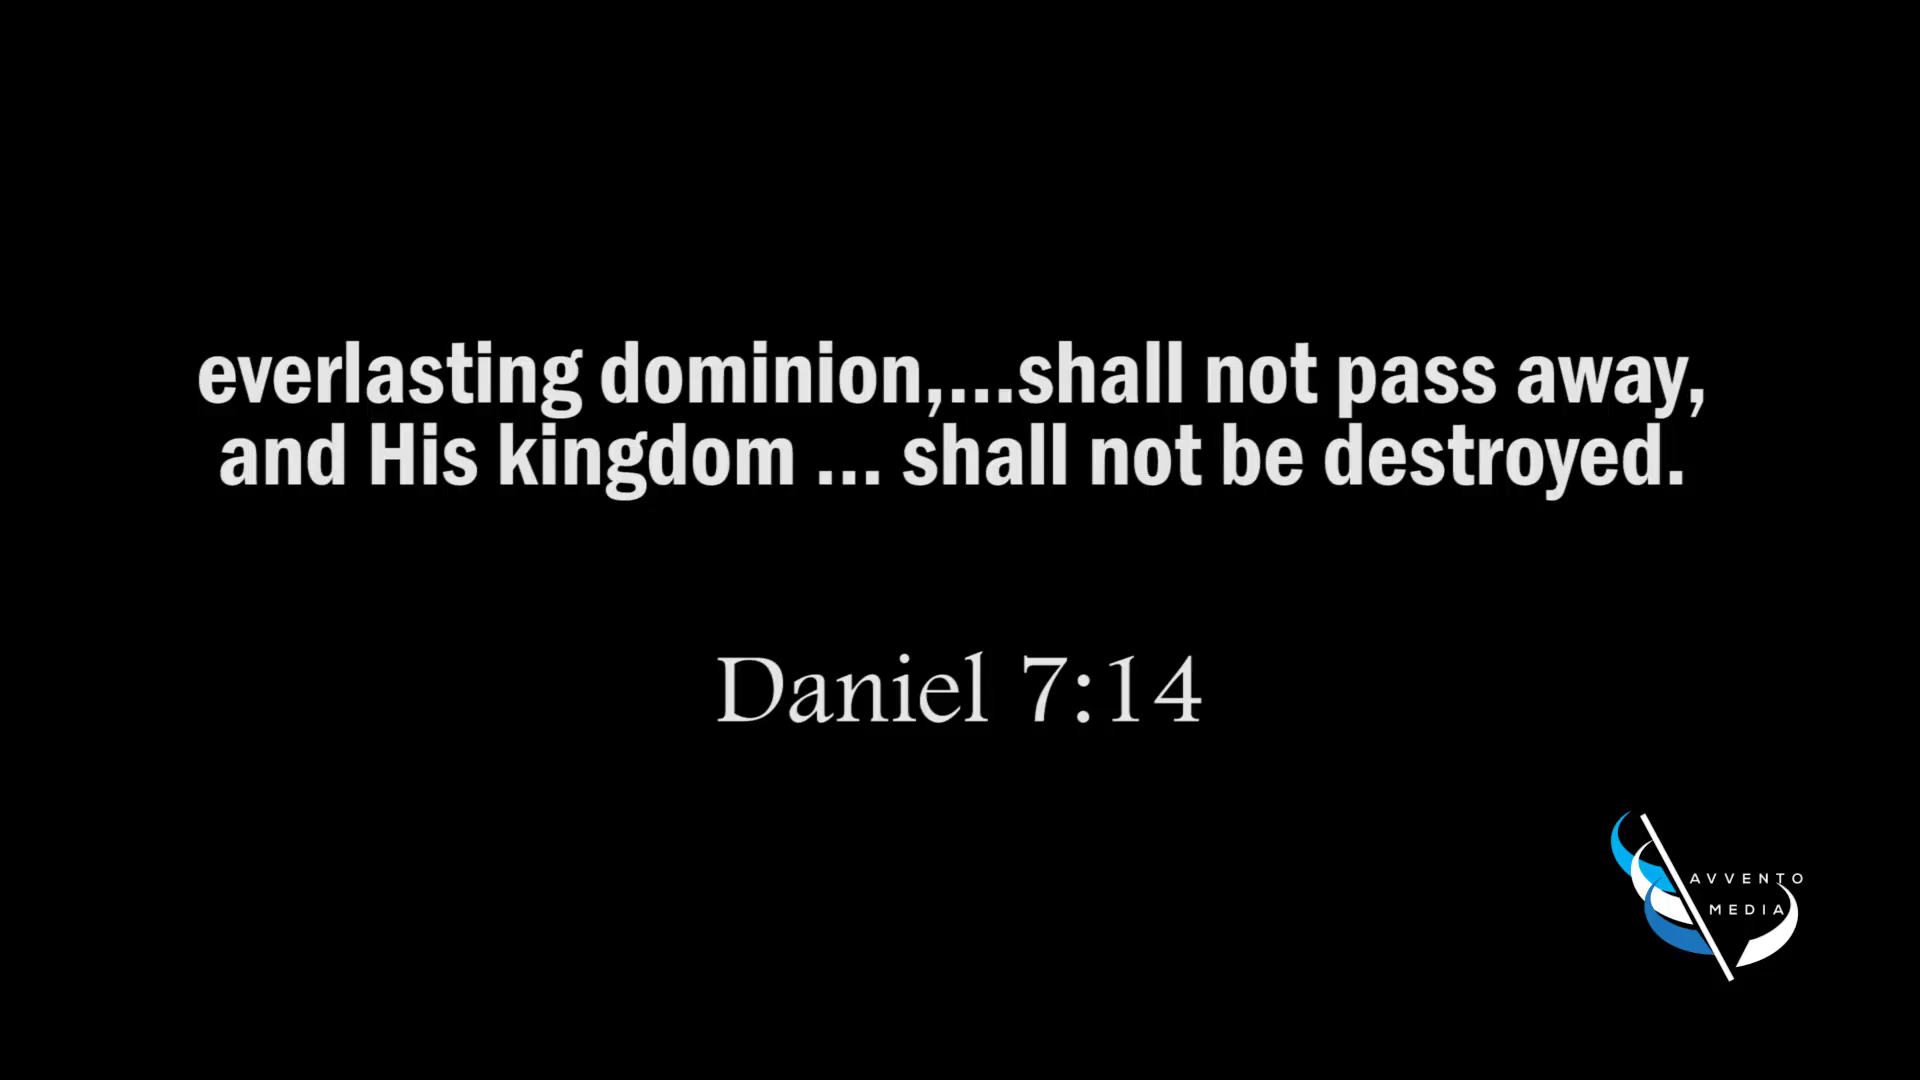 everlasting dominion,...shall not pass away,
and His kingdom ... shall not be destroyed.
Daniel 7:14
AVVENTO
MEDIA